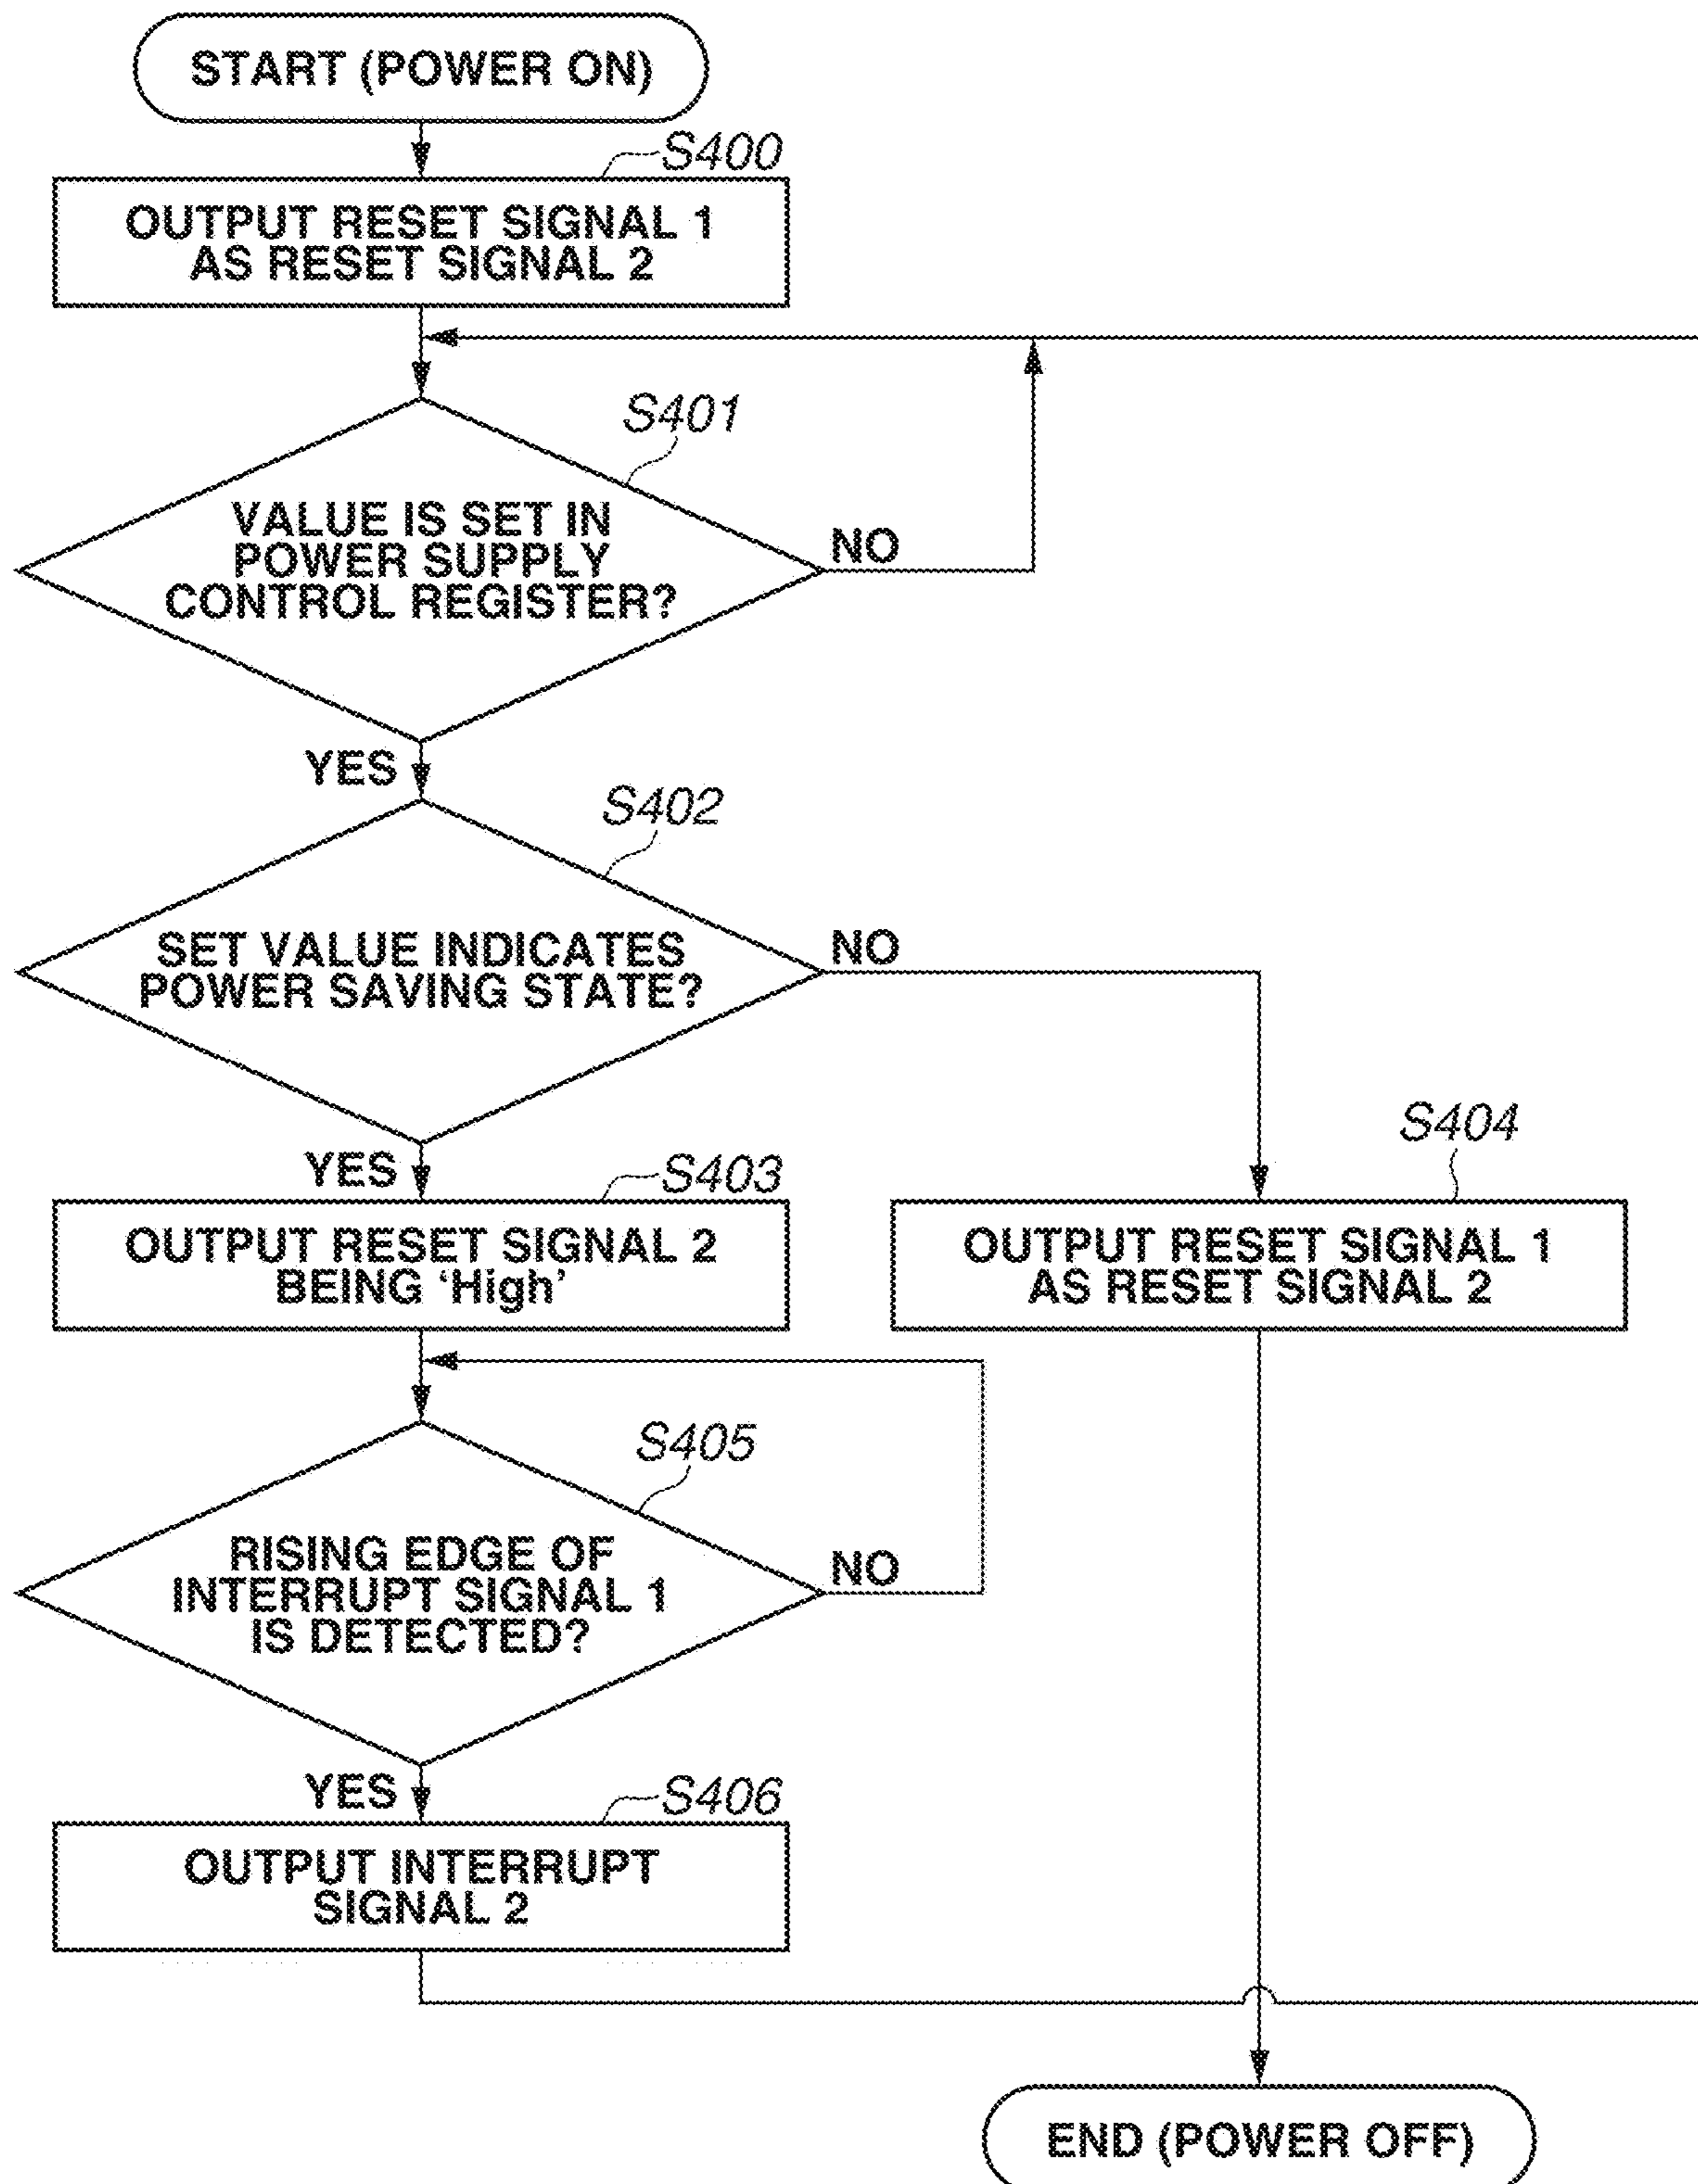 START (POWER ON)
S400
OUTPUT RESET SIGNAL 1
AS RESET SIGNAL 2
S401
VALUE IS SET IN
POWER SUPPLY
CONTROL REGISTER?
NO
YES
S402
SET VALUE INDICATES
POWER SAVING STATE?
NO
YES
S403
OUTPUT RESET SIGNAL 2
BEING ‘High’
S404
OUTPUT RESET SIGNAL 1
AS RESET SIGNAL 2
S405
RISING EDGE OF
INTERRUPT SIGNAL 1
IS DETECTED?
NO
YES
S406
OUTPUT INTERRUPT
SIGNAL 2
END (POWER OFF)